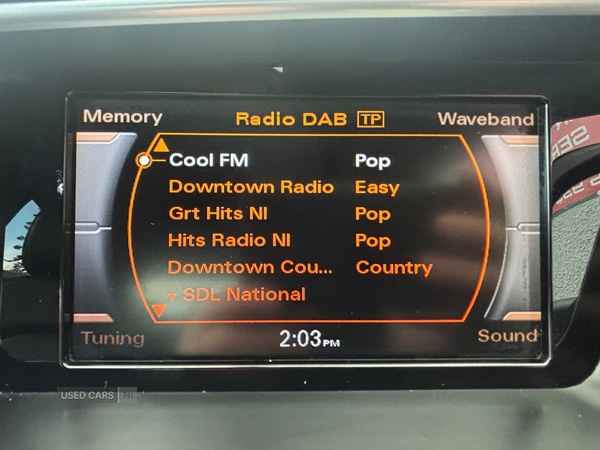 Memory Radio DAB TP Waveband
Cool FM Pop
Downtown Radio Easy
Grt Hits NI Pop
Hits Radio NI Pop
Downtown Cou... Country
SDL National
Tuning 2:03PM Sound
USED CARS NI